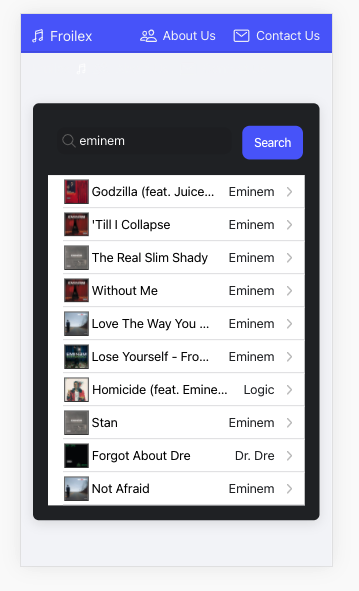 Froilex About Us Contact Us
eminem Search
Godzilla (feat. Juice... Eminem
'Till I Collapse Eminem
The Real Slim Shady Eminem
Without Me Eminem
Love The Way You ... Eminem
Lose Yourself - Fro... Eminem
Homicide (feat. Emine... Logic
Stan Eminem
Forgot About Dre Dr. Dre
Not Afraid Eminem